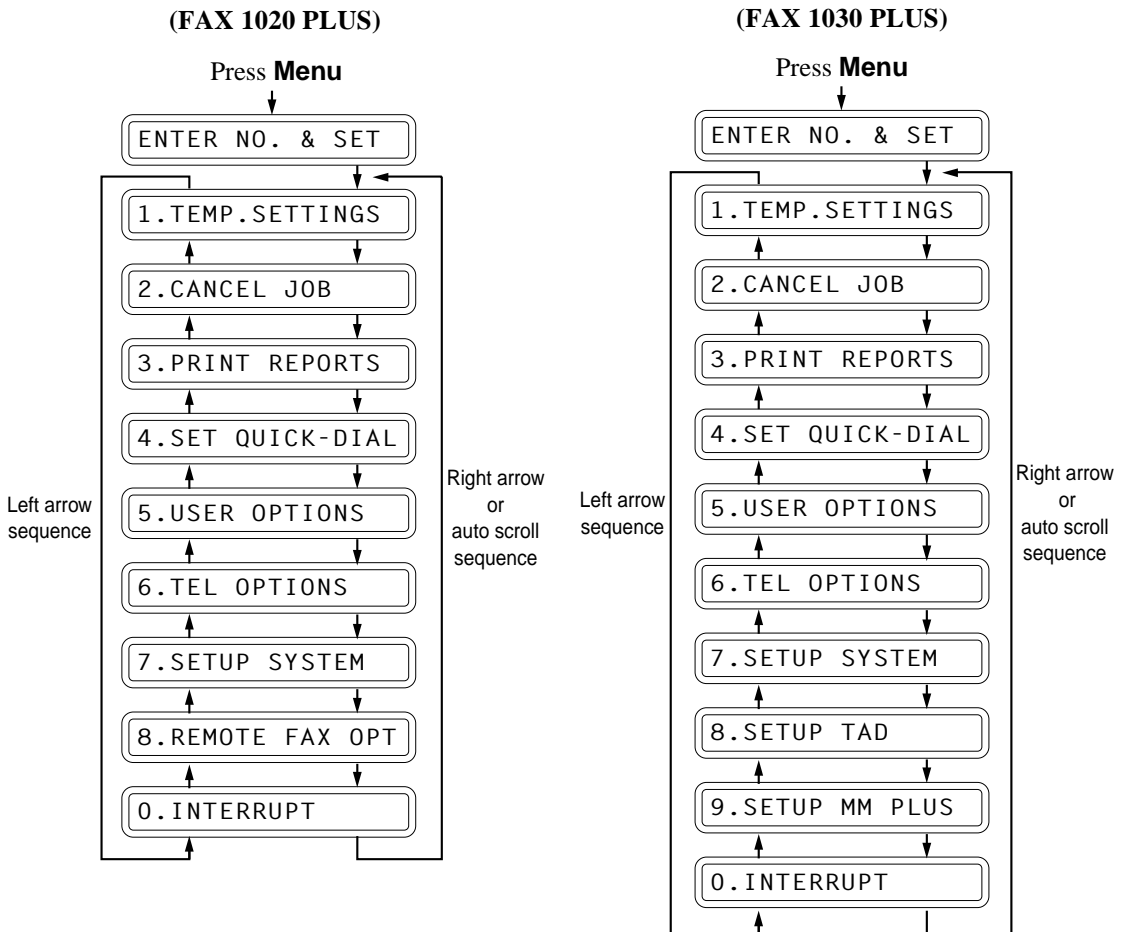 (FAX 1020 PLUS)
Press Menu
ENTER NO. & SET
1.TEMP.SETTINGS
2.CANCEL JOB
3.PRINT REPORTS
4.SET QUICK-DIAL
5.USER OPTIONS
6.TEL OPTIONS
7.SETUP SYSTEM
8.REMOTE FAX OPT
0.INTERRUPT
Left arrow
sequence
Right arrow
or
auto scroll
sequence
(FAX 1030 PLUS)
Press Menu
ENTER NO. & SET
1.TEMP.SETTINGS
2.CANCEL JOB
3.PRINT REPORTS
4.SET QUICK-DIAL
5.USER OPTIONS
6.TEL OPTIONS
7.SETUP SYSTEM
8.SETUP TAD
9.SETUP MM PLUS
0.INTERRUPT
Left arrow
sequence
Right arrow
or
auto scroll
sequence